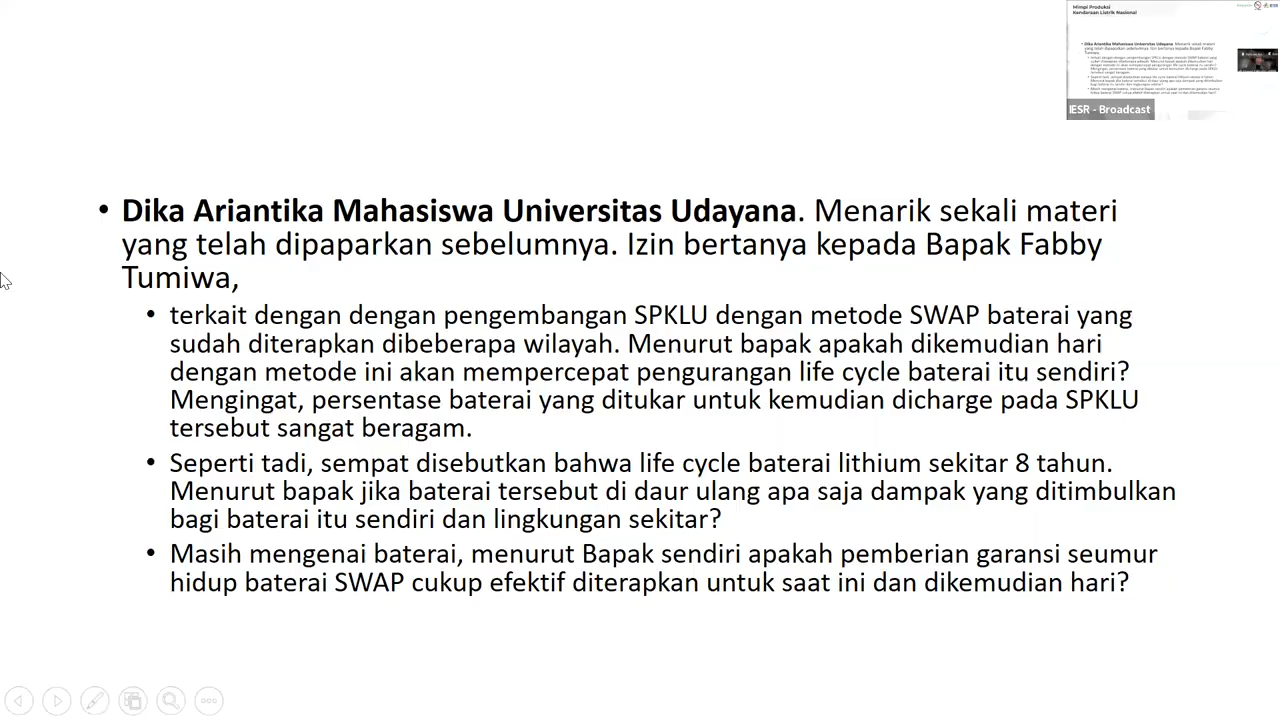 Mimpi Produksi
Kendaraan Listrik Nasional
IESR - Broadcast
• Dika Ariantika Mahasiswa Universitas Udayana. Menarik sekali materi
yang telah dipaparkan sebelumnya. Izin bertanya kepada Bapak Fabby
Tumiwa,
• terkait dengan dengan pengembangan SPKLU dengan metode SWAP baterai yang
sudah diterapkan dibeberapa wilayah. Menurut bapak apakah dikemudian hari
dengan metode ini akan mempercepat pengurangan life cycle baterai itu sendiri?
Mengingat, persentase baterai yang ditukar untuk kemudian dicharge pada SPKLU
tersebut sangat beragam.
• Seperti tadi, sempat disebutkan bahwa life cycle baterai lithium sekitar 8 tahun.
Menurut bapak jika baterai tersebut di daur ulang apa saja dampak yang ditimbulkan
bagi baterai itu sendiri dan lingkungan sekitar?
• Masih mengenai baterai, menurut Bapak sendiri apakah pemberian garansi seumur
hidup baterai SWAP cukup efektif diterapkan untuk saat ini dan dikemudian hari?